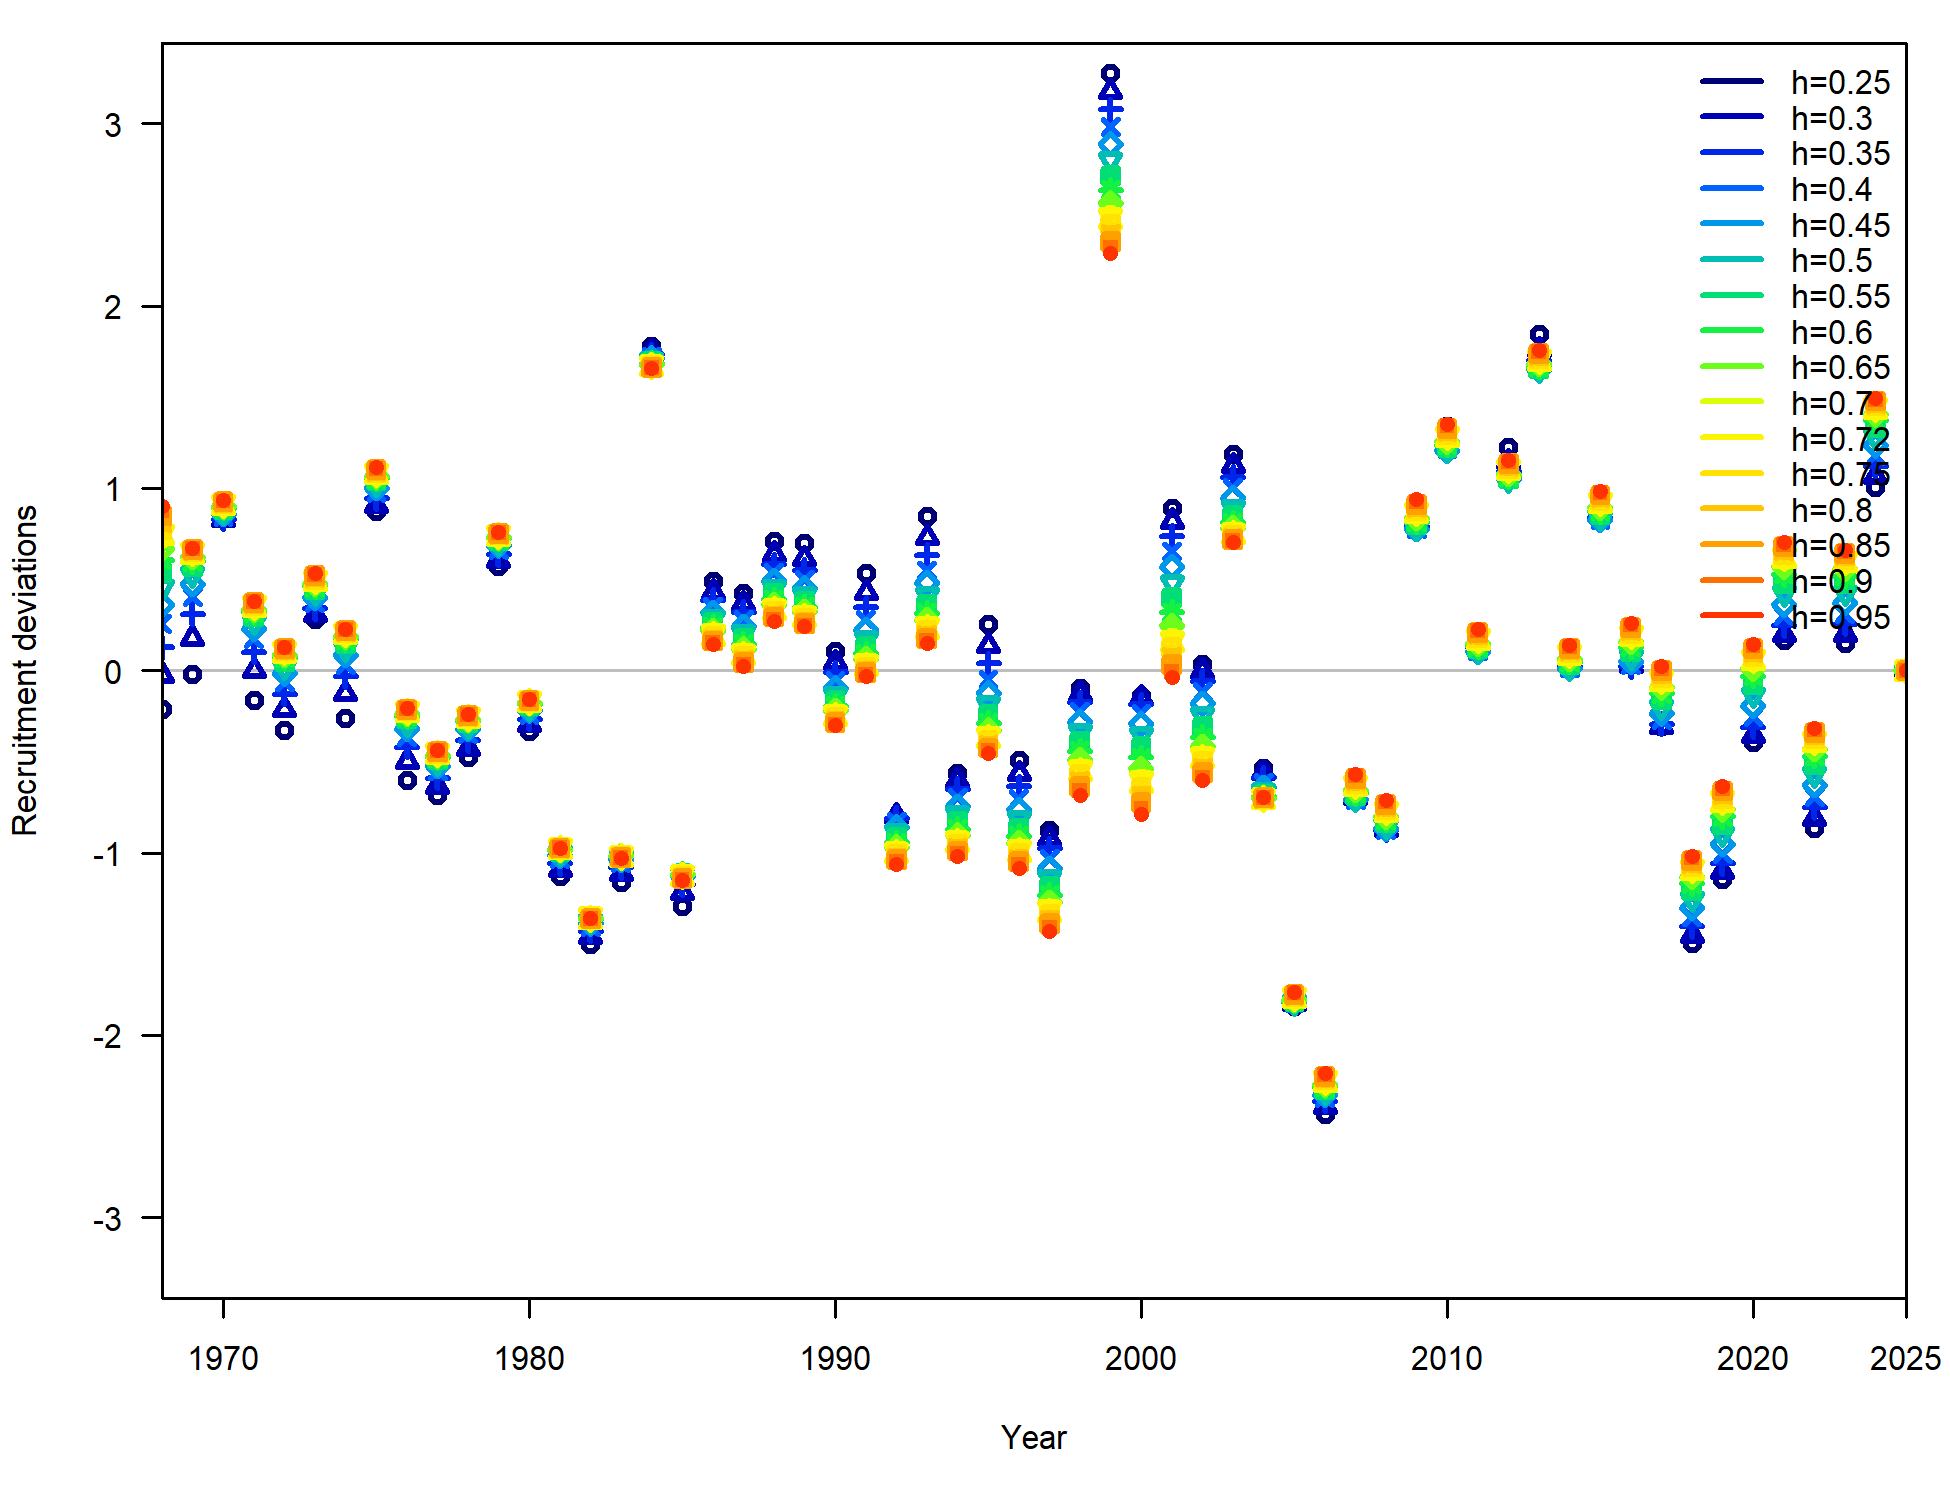 Recruitment deviations
3
2
1
0
-1
-2
-3
h=0.25
h=0.3
h=0.35
h=0.4
h=0.45
h=0.5
h=0.55
h=0.6
h=0.65
h=0.7
h=0.72
h=0.75
h=0.8
h=0.85
h=0.9
h=0.95
1970 1980 1990 2000 2010 2020 2025
Year